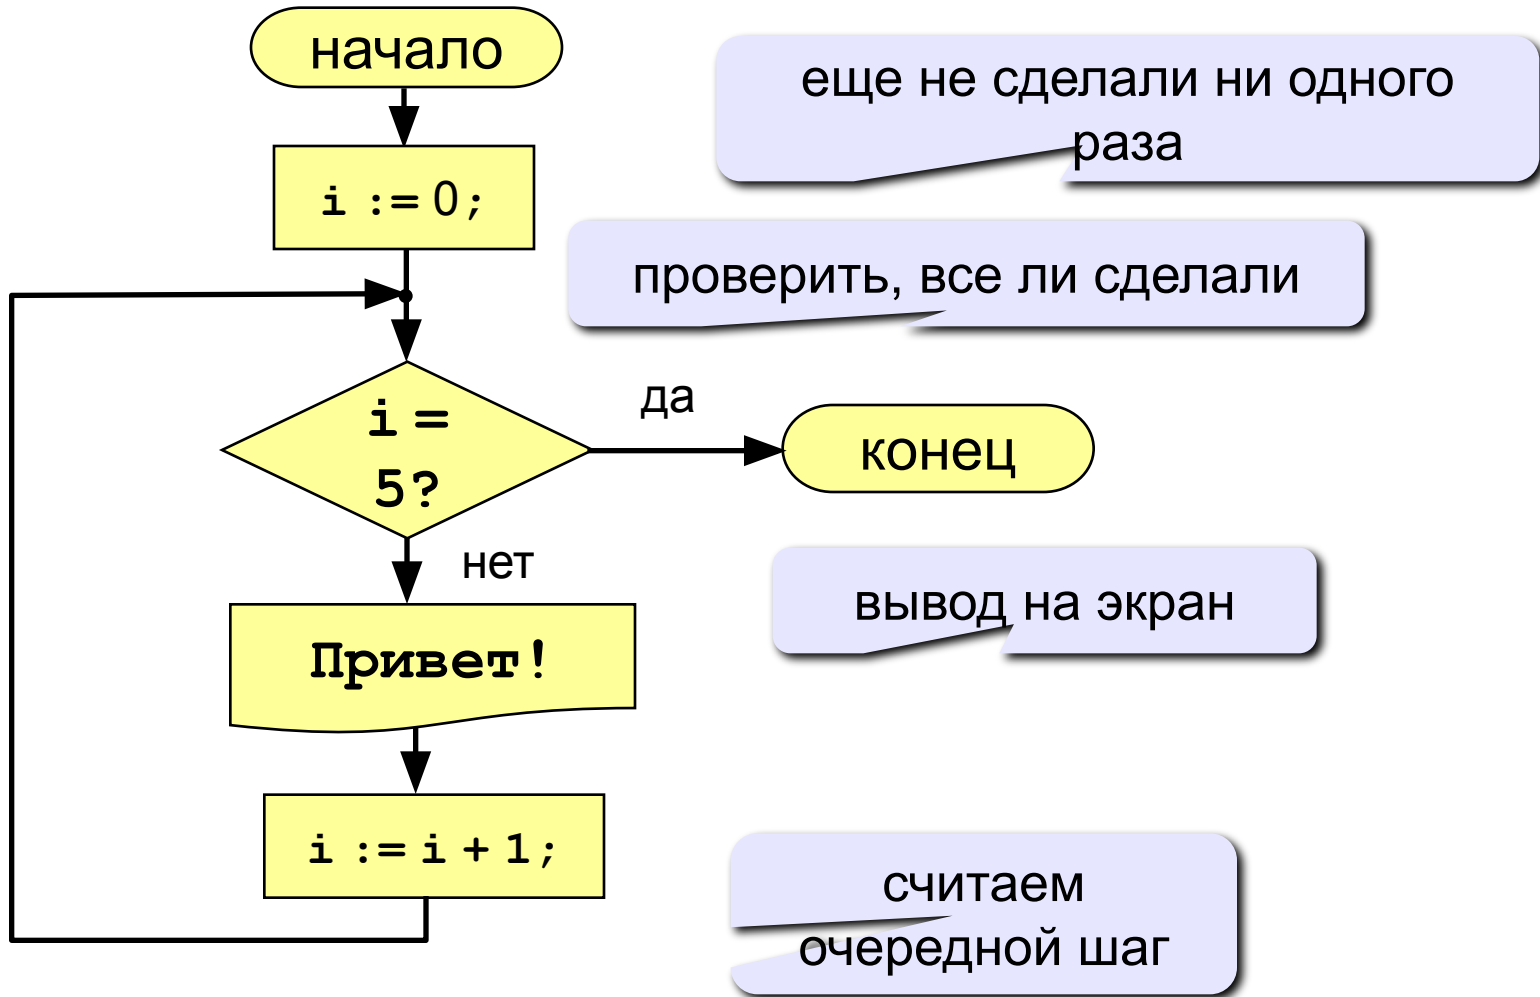 начало
еще не сделали ни одного
раза
i := 0;
проверить, все ли сделали
да
i =
5?
конец
нет
вывод на экран
Привет!
i := i + 1;
считаем
очередной шаг